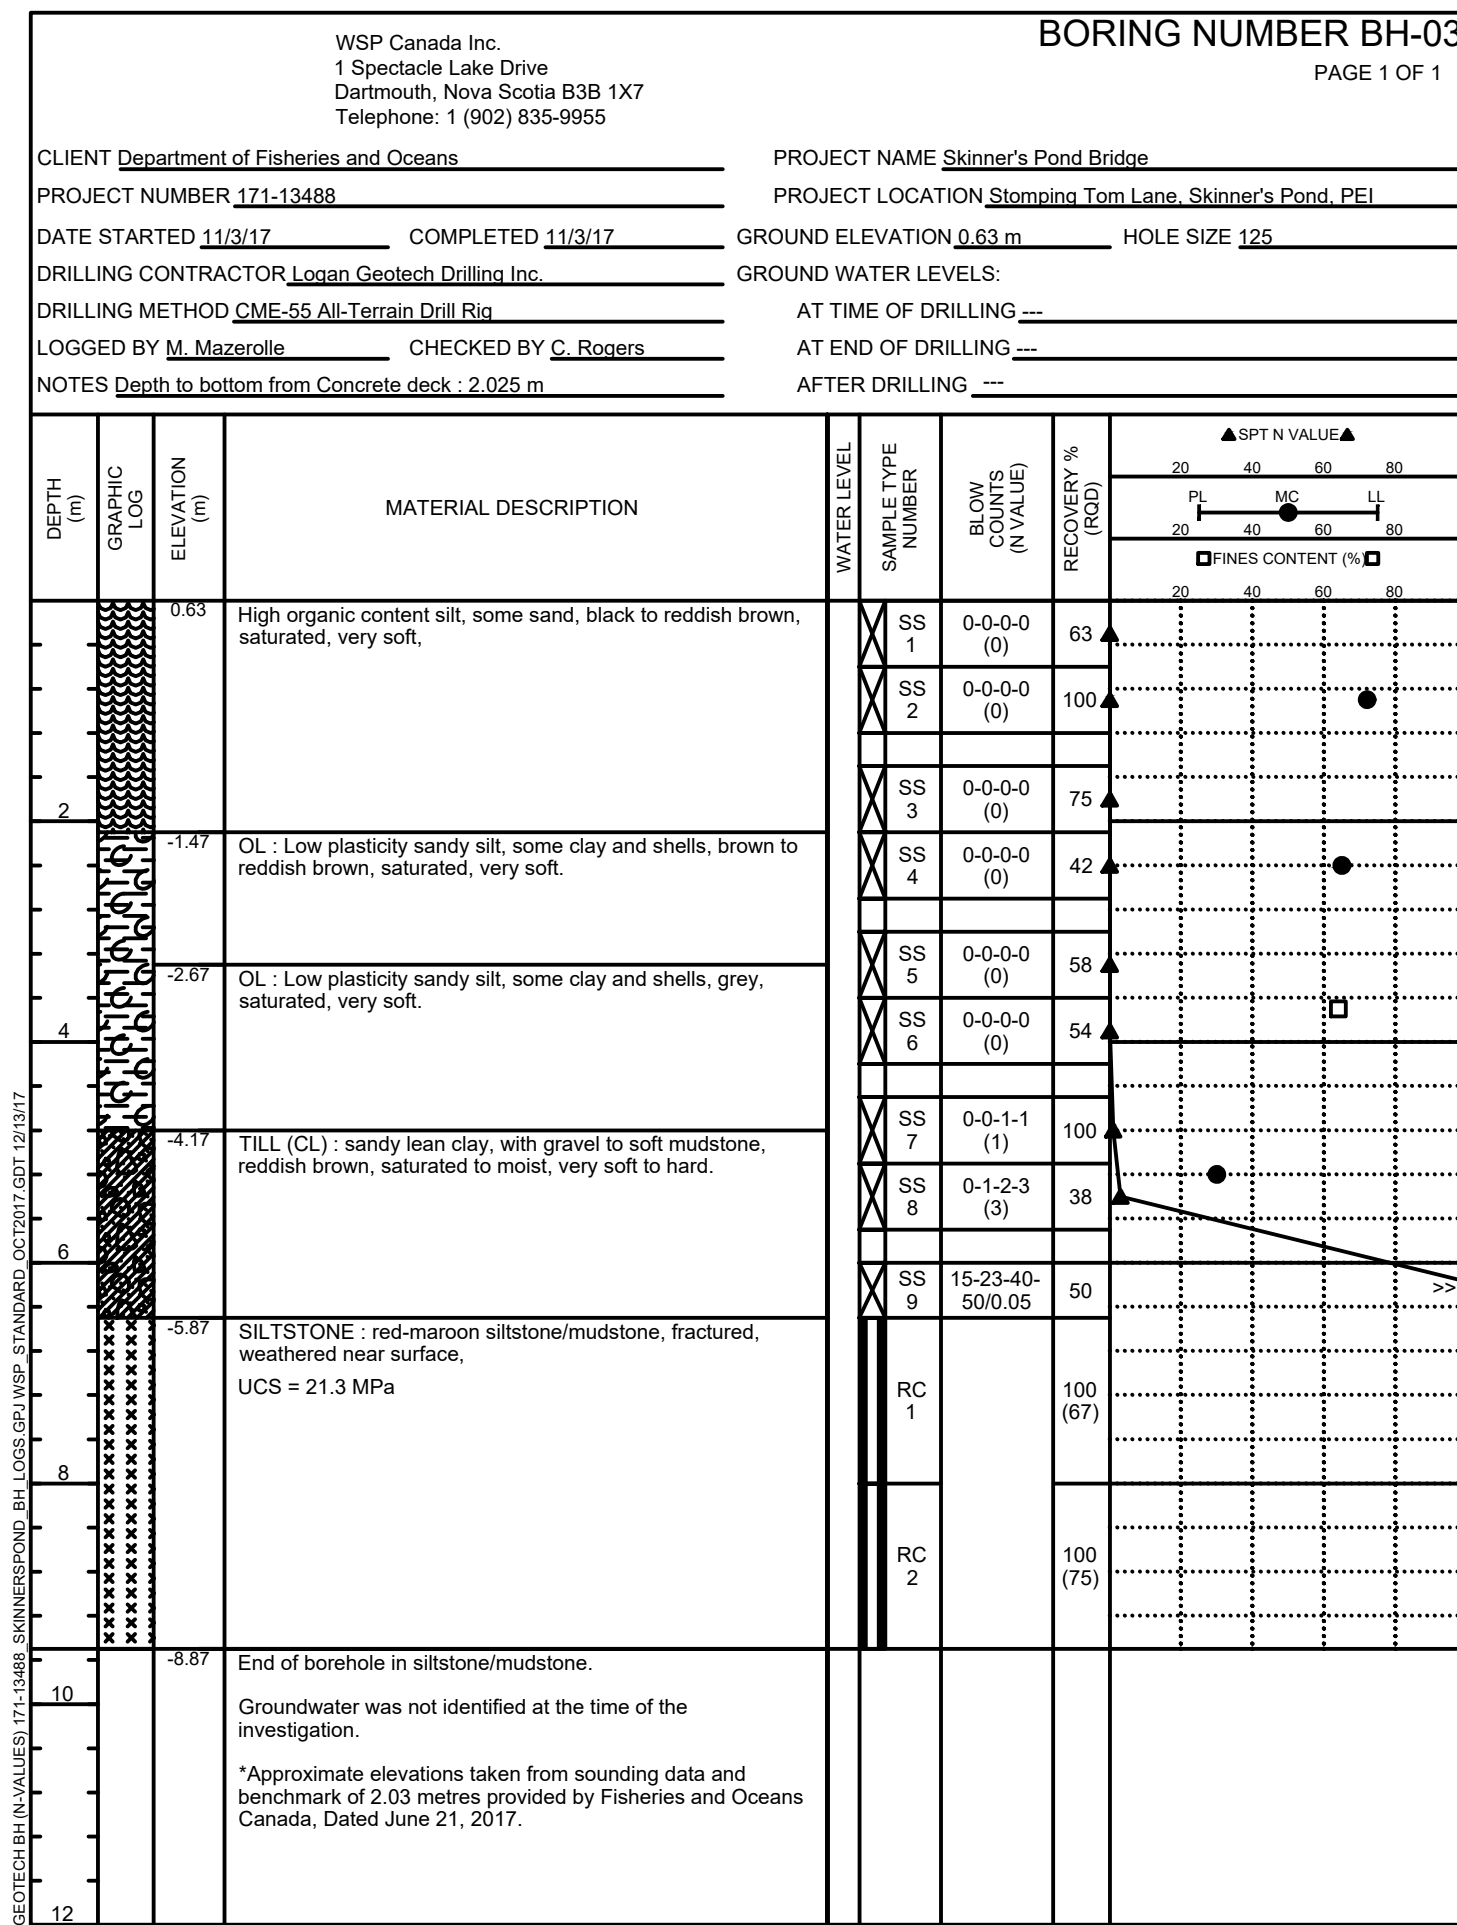 BORING NUMBER BH-03
PAGE 1 OF 1
WSP Canada Inc.
1 Spectacle Lake Drive
Dartmouth, Nova Scotia B3B 1X7
Telephone: 1 (902) 835-9955
CLIENT Department of Fisheries and Oceans
PROJECT NAME Skinner's Pond Bridge
PROJECT NUMBER 171-13488
PROJECT LOCATION Stomping Tom Lane, Skinner's Pond, PEI
DATE STARTED 11/3/17 COMPLETED 11/3/17
GROUND ELEVATION 0.63 m HOLE SIZE 125
DRILLING CONTRACTOR Logan Geotech Drilling Inc.
GROUND WATER LEVELS:
DRILLING METHOD CME-55 All-Terrain Drill Rig
AT TIME OF DRILLING ---
LOGGED BY M. Mazerolle CHECKED BY C. Rogers
AT END OF DRILLING ---
NOTES Depth to bottom from Concrete deck : 2.025 m
AFTER DRILLING ---
DEPTH
(m)
GRAPHIC
LOG
ELEVATION
(m)
MATERIAL DESCRIPTION
WATER LEVEL
SAMPLE TYPE
NUMBER
BLOW
COUNTS
(N VALUE)
RECOVERY %
(RQD)
▲SPT N VALUE▲
20 40 60 80
PL MC LL
20 40 60 80
□FINES CONTENT (%)□
20 40 60 80
0.63
High organic content silt, some sand, black to reddish brown,
saturated, very soft,
SS
1
0-0-0-0
(0)
63
SS
2
0-0-0-0
(0)
100
SS
3
0-0-0-0
(0)
75
2
-1.47
OL : Low plasticity sandy silt, some clay and shells, brown to
reddish brown, saturated, very soft.
SS
4
0-0-0-0
(0)
42
SS
5
0-0-0-0
(0)
58
-2.67
OL : Low plasticity sandy silt, some clay and shells, grey,
saturated, very soft.
SS
6
0-0-0-0
(0)
54
4
SS
7
0-0-1-1
(1)
100
-4.17
TILL (CL) : sandy lean clay, with gravel to soft mudstone,
reddish brown, saturated to moist, very soft to hard.
SS
8
0-1-2-3
(3)
38
6
SS
9
15-23-40-
50/0.05
50
>>
-5.87
SILTSTONE : red-maroon siltstone/mudstone, fractured,
weathered near surface,
UCS = 21.3 MPa
RC
1
100
(67)
8
RC
2
100
(75)
-8.87
End of borehole in siltstone/mudstone.
10
Groundwater was not identified at the time of the
investigation.
*Approximate elevations taken from sounding data and
benchmark of 2.03 metres provided by Fisheries and Oceans
Canada, Dated June 21, 2017.
12
GEOTECH BH (N-VALUES) 171-13488_SKINNERSPOND_BH_LOGS.GPJ WSP_STANDARD_OCT2017.GDT 12/13/17